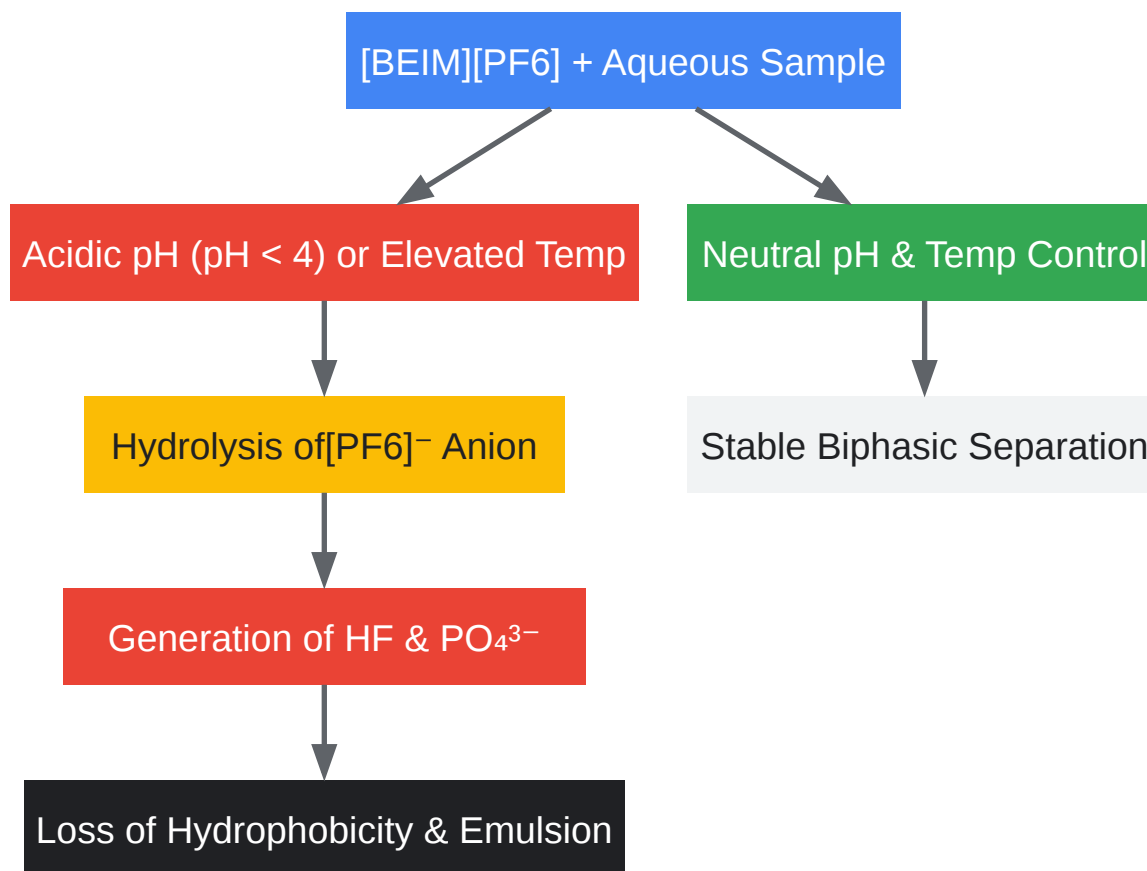 [BEIM][PF6] + Aqueous Sample
Acidic pH (pH < 4) or Elevated Temp
Neutral pH & Temp Control
Hydrolysis of[PF6]⁻ Anion
Stable Biphasic Separation
Generation of HF & PO₄³⁻
Loss of Hydrophobicity & Emulsion